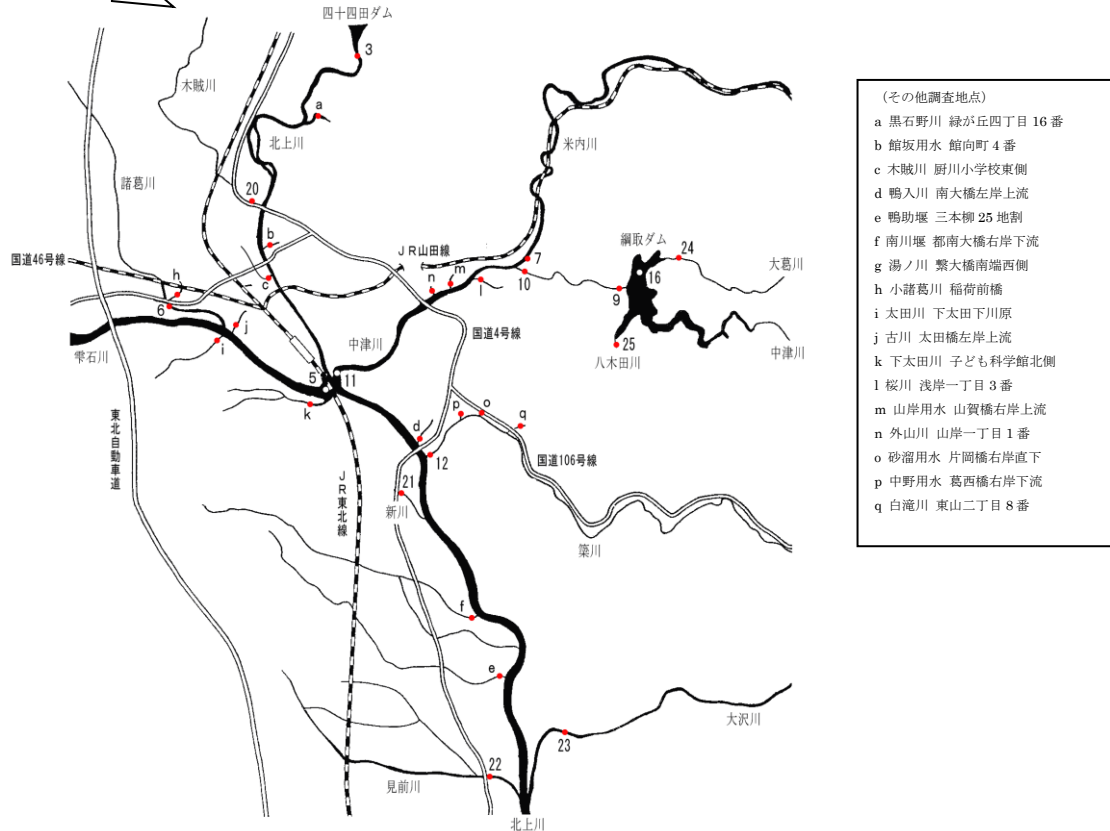 四十四田ダム
3
木賊川
a
北上川
米内川
諸葛川
20
b
JR山田線
綱取ダム
24
国道46号線
7
大葛川
h
c
n
m
l
10
16
9
6
j
国道4号線
雫石川
i
中津川
25
八木田川
中津川
5
11
k
p
o
q
d
12
国道106号線
東北自動車道
JR東北線
21
新川
簗川
f
e
大沢川
23
22
見前川
北上川
(その他調査地点)
a 黒石野川 緑が丘四丁目 16 番
b 館坂用水 館向町 4 番
c 木賊川 厨川小学校東側
d 鴨入川 南大橋左岸上流
e 鴨助堰 三本柳 25 地割
f 南川堰 都南大橋右岸下流
g 湯ノ川 繋大橋南端西側
h 小諸葛川 稲荷前橋
i 太田川 下太田下川原
j 古川 太田橋左岸上流
k 下太田川 子ども科学館北側
l 桜川 浅岸一丁目 3 番
m 山岸用水 山賀橋右岸上流
n 外山川 山岸一丁目 1 番
o 砂溜用水 片岡橋右岸直下
p 中野用水 葛西橋右岸下流
q 白滝川 東山二丁目 8 番